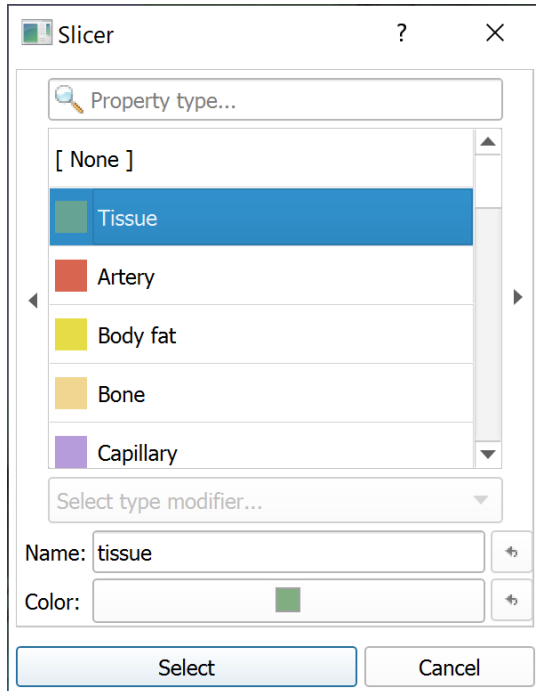 Slicer ?
Property type...
[ None ]
Tissue
Artery
Body fat
Bone
Capillary
Select type modifier...
Name: tissue
Color:
Select Cancel